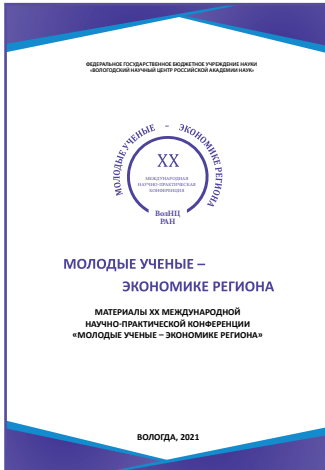 ФЕДЕРАЛЬНОЕ ГОСУДАРСТВЕННОЕ БЮДЖЕТНОЕ УЧРЕЖДЕНИЕ НАУКИ
«ВОЛОГОДСКИЙ НАУЧНЫЙ ЦЕНТР РОССИЙСКОЙ АКАДЕМИИ НАУК»
МОЛОДЫЕ УЧЕНЫЕ – ЭКОНОМИКЕ РЕГИОНА
XX
МЕЖДУНАРОДНАЯ
НАУЧНО-ПРАКТИЧЕСКАЯ
КОНФЕРЕНЦИЯ
ВолНЦ
РАН
МОЛОДЫЕ УЧЕНЫЕ –
ЭКОНОМИКЕ РЕГИОНА
МАТЕРИАЛЫ XX МЕЖДУНАРОДНОЙ
НАУЧНО-ПРАКТИЧЕСКОЙ КОНФЕРЕНЦИИ
«МОЛОДЫЕ УЧЕНЫЕ – ЭКОНОМИКЕ РЕГИОНА»
ВОЛОГДА, 2021